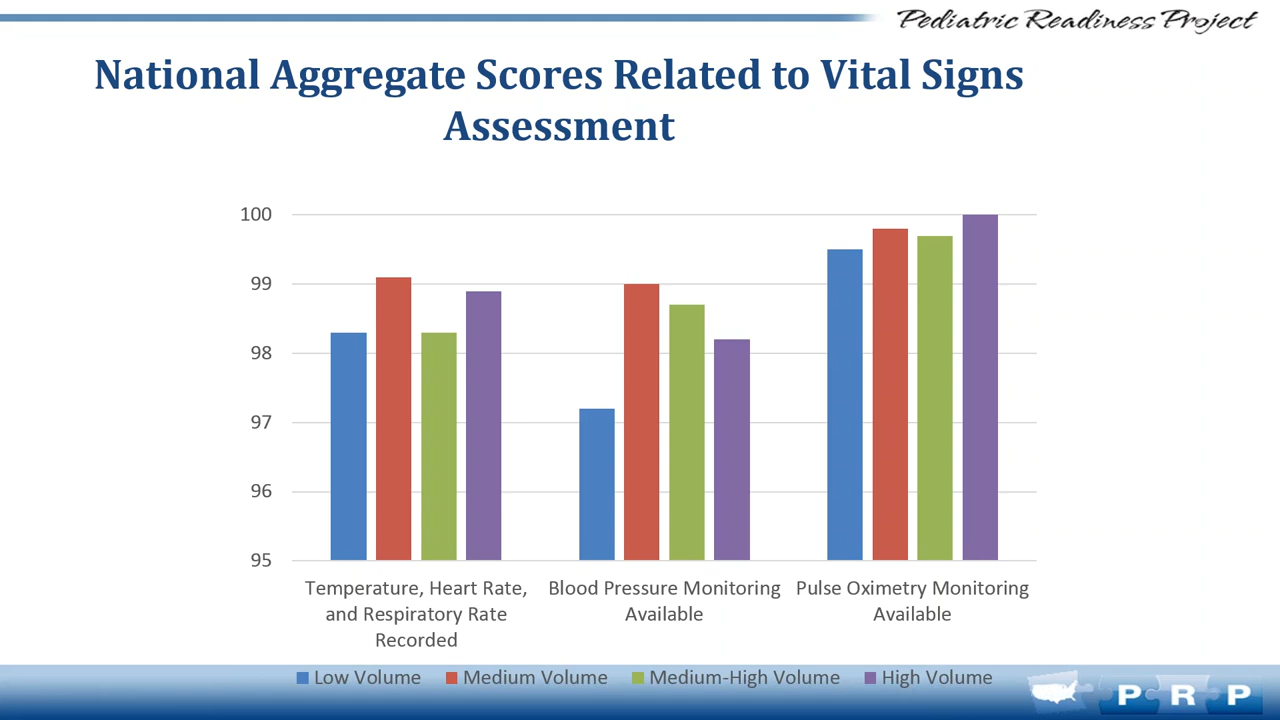 Pediatric Readiness Project
National Aggregate Scores Related to Vital Signs
Assessment
100
99
98
97
96
95
Temperature, Heart Rate,
and Respiratory Rate
Recorded
Blood Pressure Monitoring
Available
Pulse Oximetry Monitoring
Available
Low Volume
Medium Volume
Medium-High Volume
High Volume
P R P